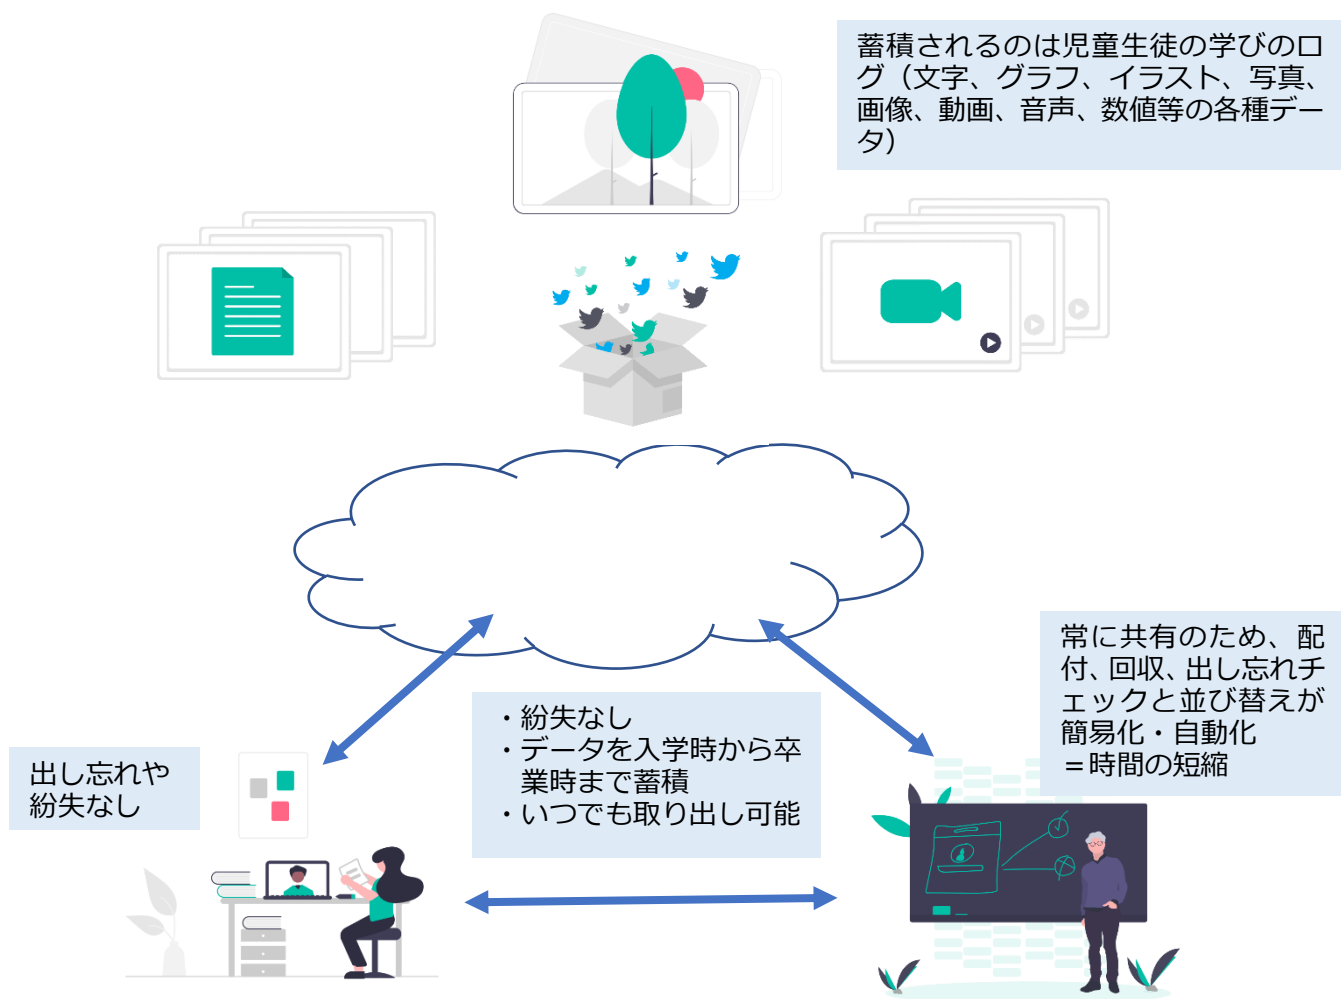 蓄積されるのは児童生徒の学びのロ
グ（文字、グラフ、イラスト、写真、
画像、動画、音声、数値等の各種デー
タ）
常に共有のため、配
付、回収、出し忘れチ
ェックと並び替えが
簡易化・自動化
＝時間の短縮
・紛失なし
・データを入学時から卒
業時まで蓄積
・いつでも取り出し可能
出し忘れや
紛失なし